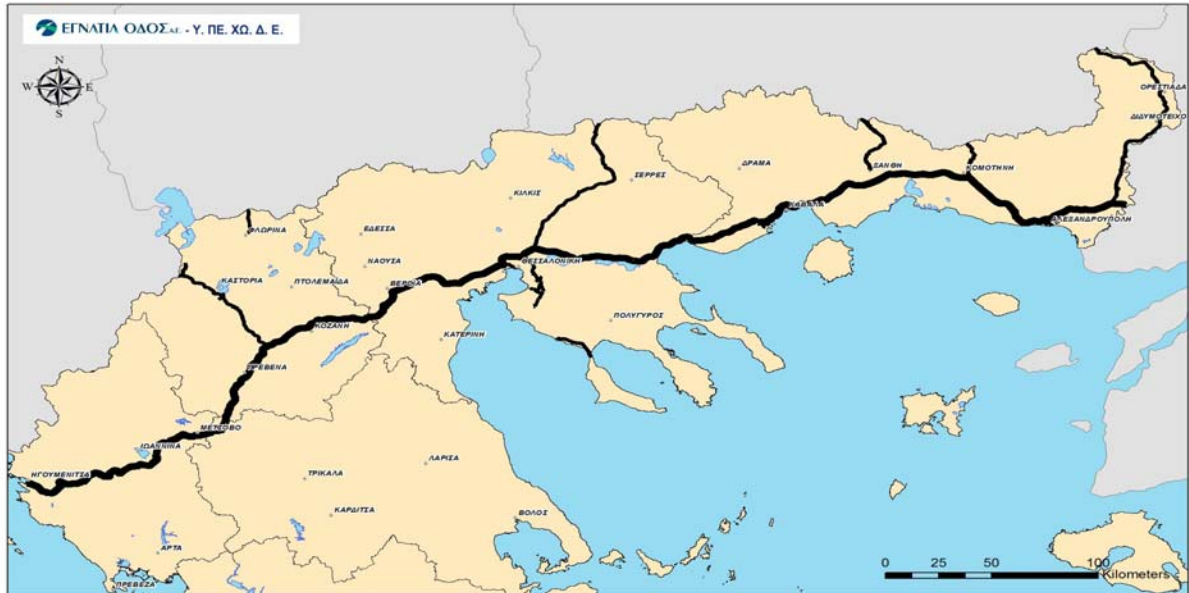 ΕΓΝΑΤΙΑ ΟΔΟΣ Α.Ε. - Υ. ΠΕ. ΧΩ. Δ. Ε.
N
W E
S
ΟΡΕΣΤΙΑΔΑ
ΔΙΔΥΜΟΤΕΙΧΟ
ΞΑΝΘΗ
ΚΟΜΟΤΗΝΗ
ΔΡΑΜΑ
ΣΕΡΡΕΣ
ΚΙΛΚΙΣ
ΚΑΒΑΛΑ
ΑΛΕΞΑΝΔΡΟΥΠΟΛΗ
ΦΛΩΡΙΝΑ
ΕΔΕΣΣΑ
ΘΕΣΣΑΛΟΝΙΚΗ
ΝΑΟΥΣΑ
ΚΑΣΤΟΡΙΑ
ΠΤΟΛΕΜΑΙΔΑ
ΒΕΡΟΙΑ
ΠΟΛΥΓΥΡΟΣ
ΚΟΖΑΝΗ
ΚΑΤΕΡΙΝΗ
ΓΡΕΒΕΝΑ
ΜΕΤΣΟΒΟ
ΙΩΑΝΝΙΝΑ
ΛΑΡΙΣΑ
ΗΓΟΥΜΕΝΙΤΣΑ
ΤΡΙΚΑΛΑ
ΚΑΡΔΙΤΣΑ
ΒΟΛΟΣ
ΑΡΤΑ
ΠΡΕΒΕΖΑ
0 25 50 100
Kilometers